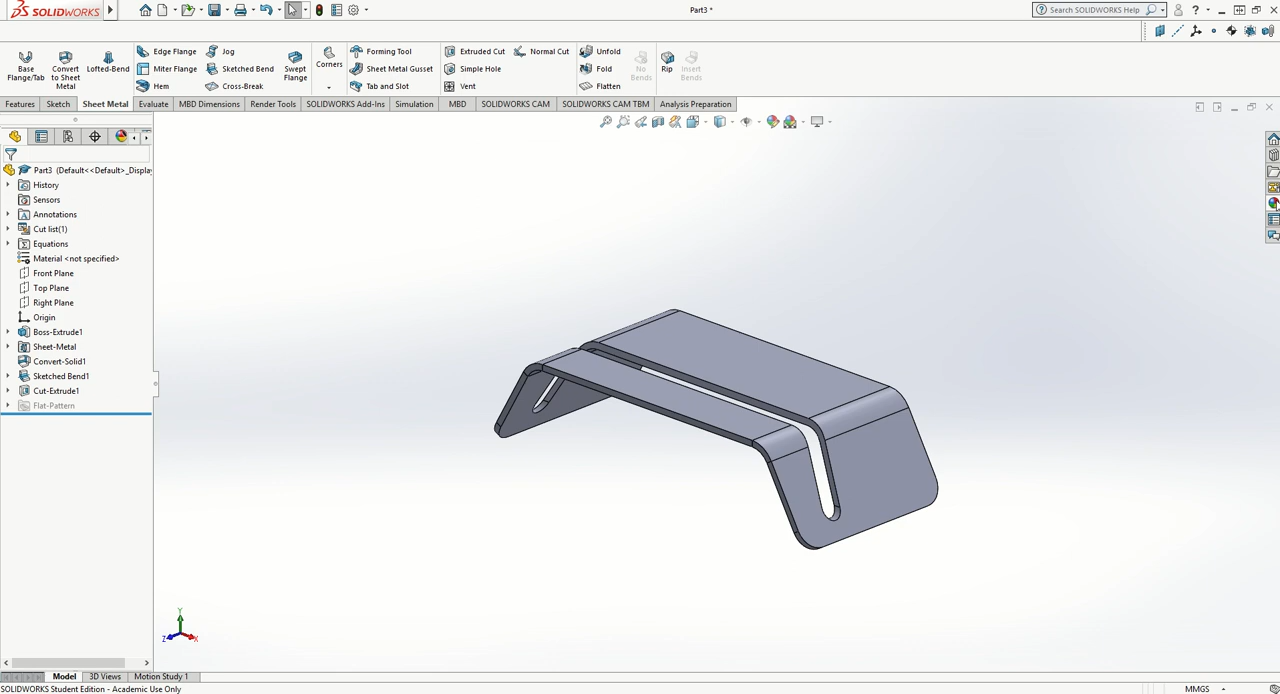 SOLIDWORKS
Part3 *
Search SOLIDWORKS Help
Base Flange/Tab
Convert to Sheet Metal
Lofted-Bend
Edge Flange
Miter Flange
Hem
Jog
Sketched Bend
Cross-Break
Swept Flange
Corners
Forming Tool
Sheet Metal Gusset
Tab and Slot
Extruded Cut
Simple Hole
Vent
Normal Cut
Unfold
Fold
Flatten
No Bends
Rip
Insert Bends
Features
Sketch
Sheet Metal
Evaluate
MBD Dimensions
Render Tools
SOLIDWORKS Add-Ins
Simulation
MBD
SOLIDWORKS CAM
SOLIDWORKS CAM TBM
Analysis Preparation
Part3 (Default<<Default>_Display
History
Sensors
Annotations
Cut list(1)
Equations
Material <not specified>
Front Plane
Top Plane
Right Plane
Origin
Boss-Extrude1
Sheet-Metal
Convert-Solid1
Sketched Bend1
Cut-Extrude1
Flat-Pattern
Y
Z
X
Model
3D Views
Motion Study 1
SOLIDWORKS Student Edition - Academic Use Only
MMGS